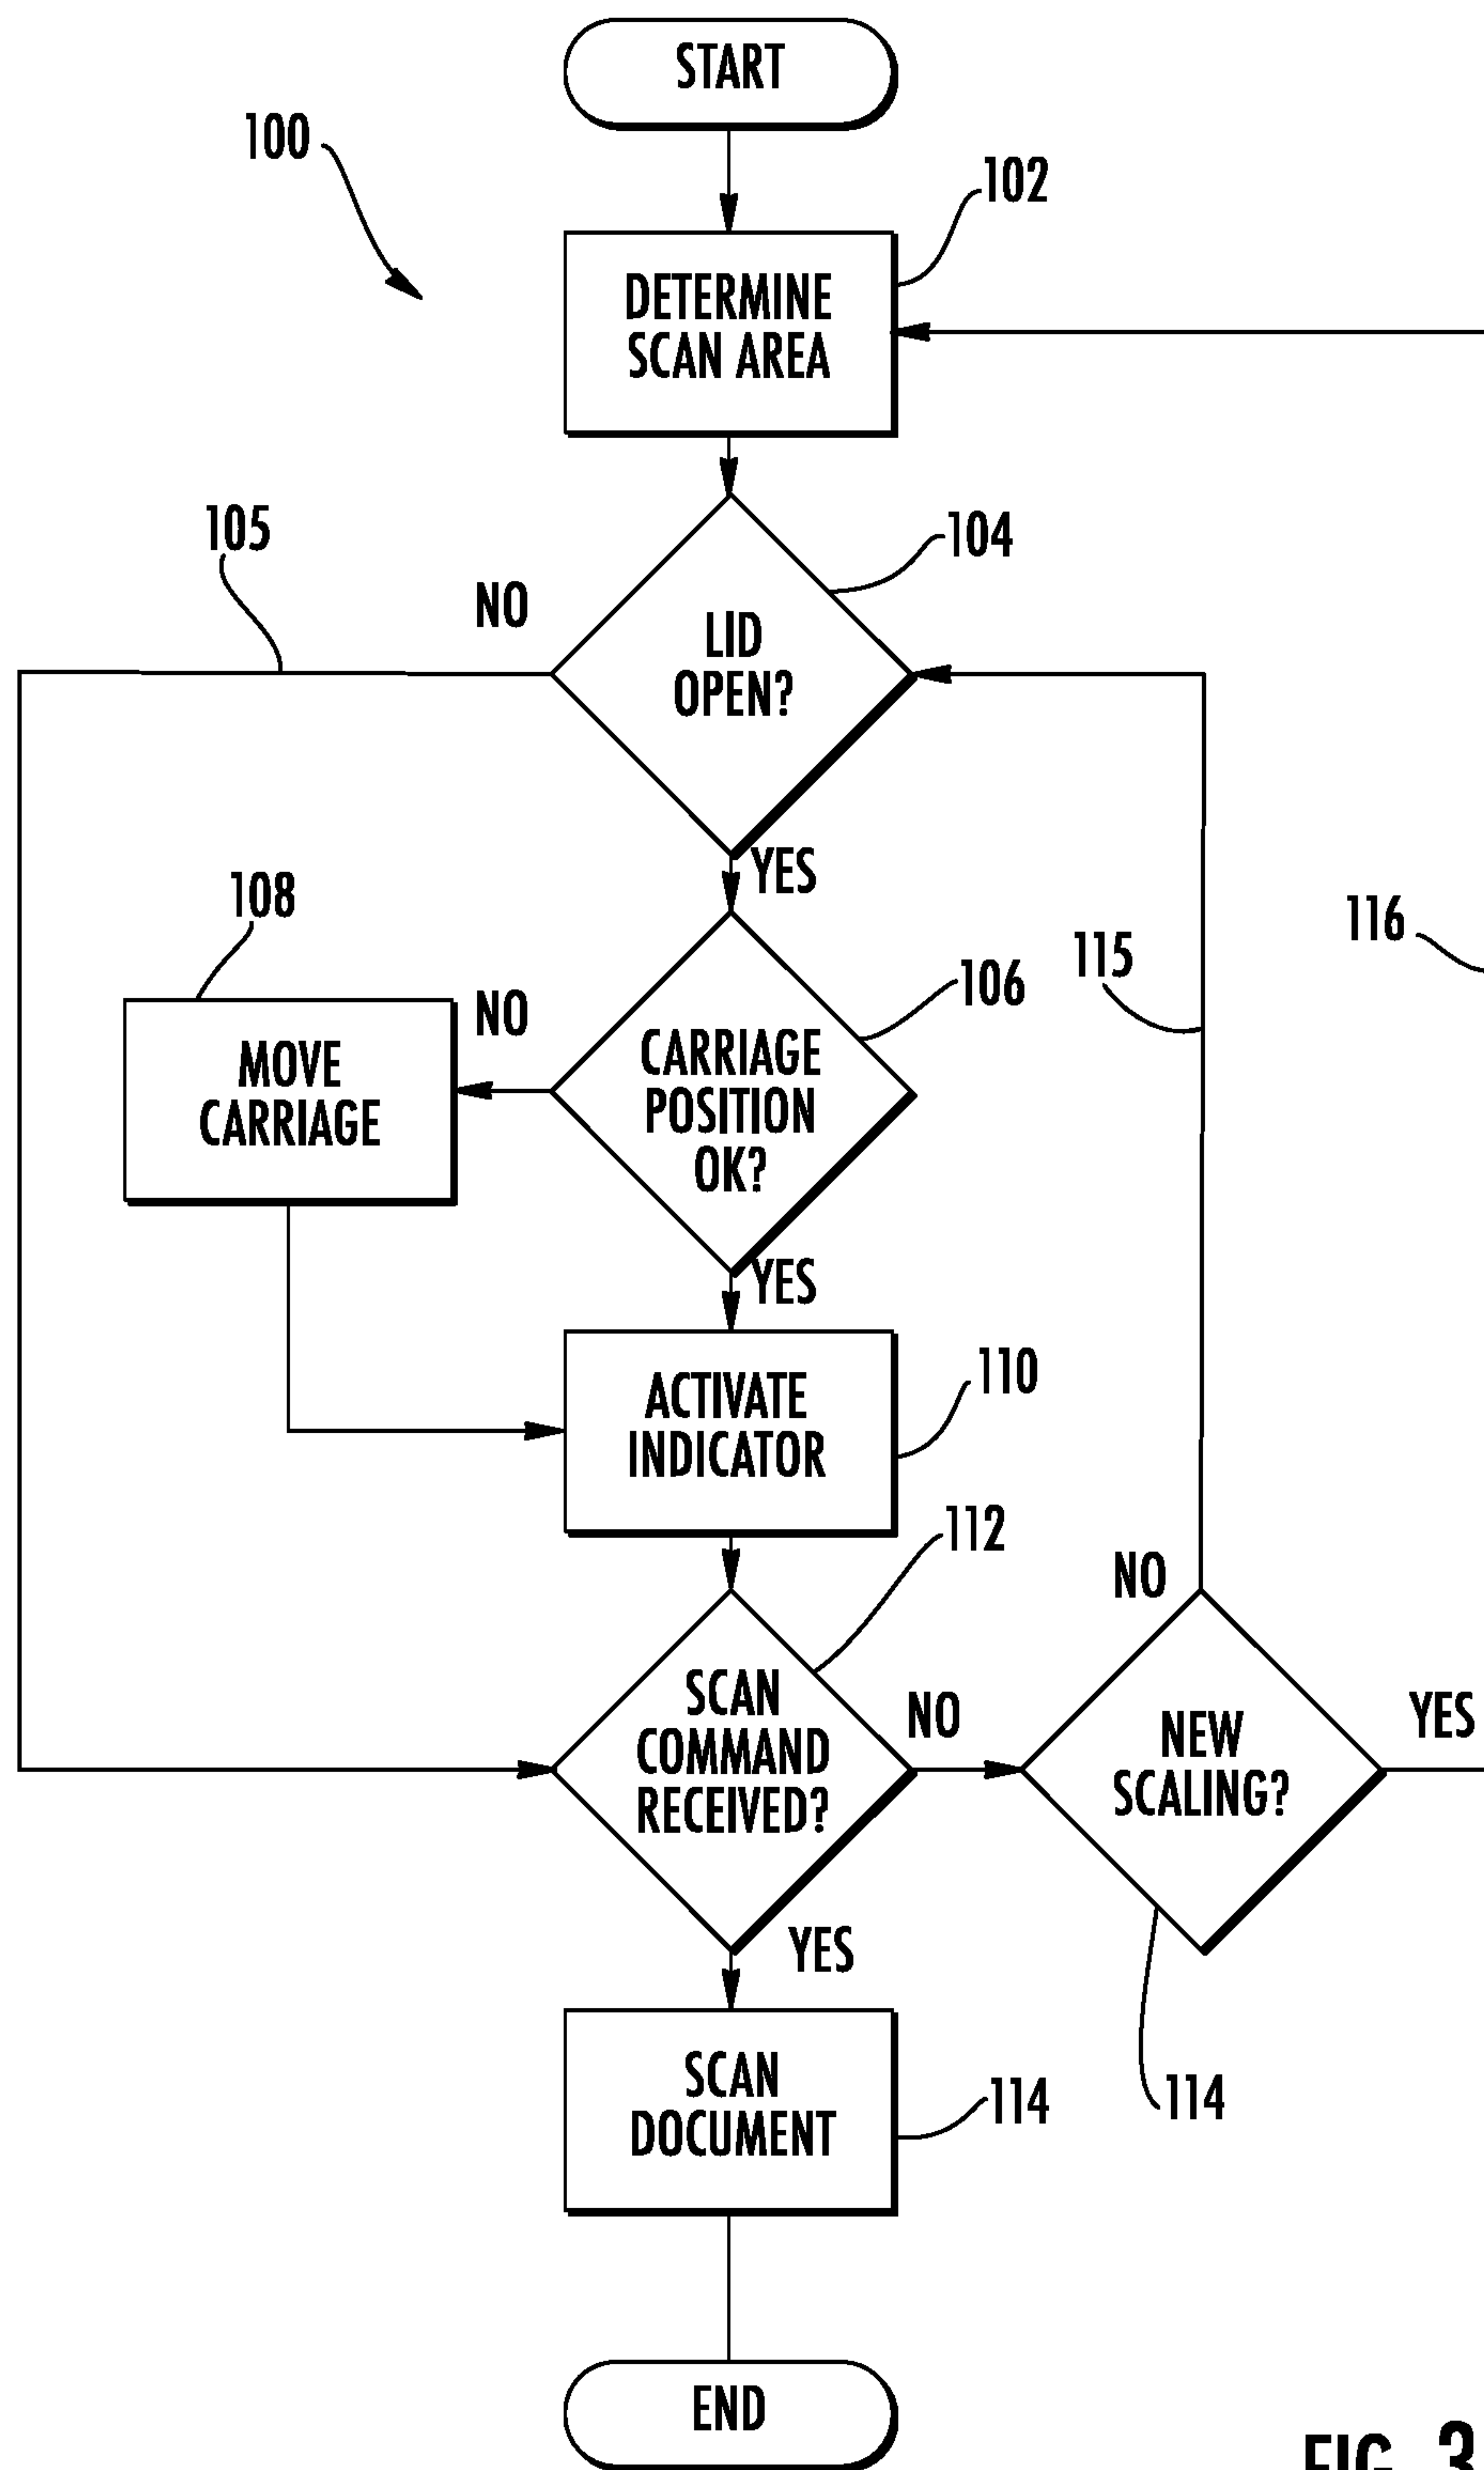 START
100
102
DETERMINE
SCAN AREA
105
104
NO
LID
OPEN?
YES
108
116
115
106
NO
MOVE
CARRIAGE
CARRIAGE
POSITION
OK?
YES
110
ACTIVATE
INDICATOR
112
NO
SCAN
COMMAND
RECEIVED?
NO
NEW
SCALING?
YES
YES
SCAN
DOCUMENT
114
114
END
FIG. 3